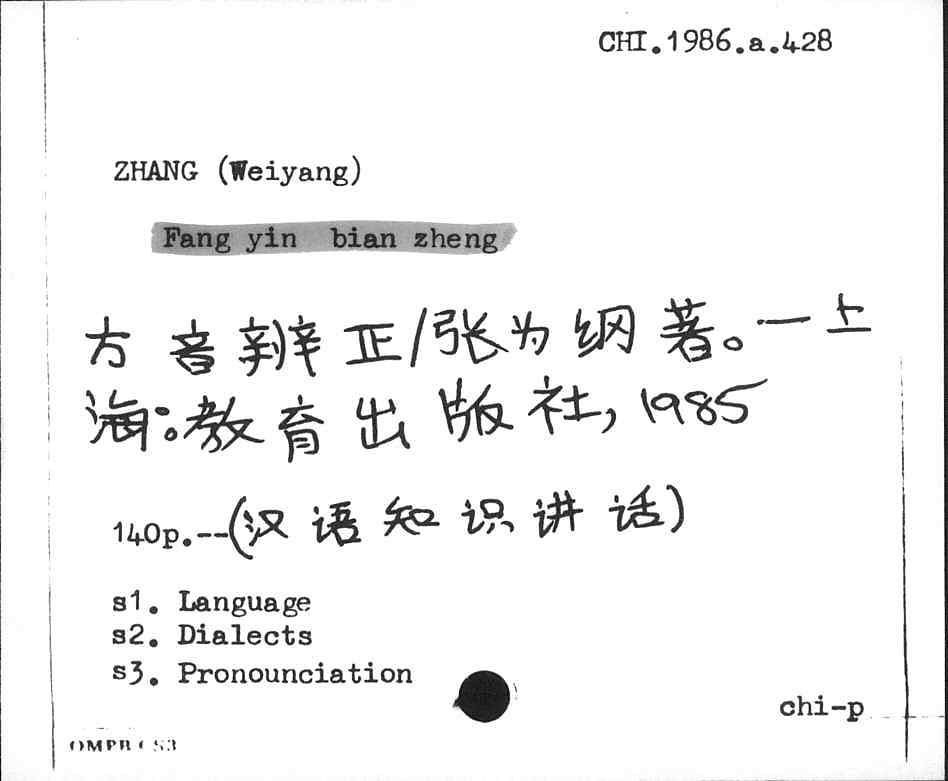 CHI.1986.a.428
ZHANG (Weiyang)
Fang yin bian zheng
方音辨正/张为纲著。—上
海:教育出版社, 1985
140p.--(汉语知识讲话)
s1. Language
s2. Dialects
s3. Pronounciation
chi-p